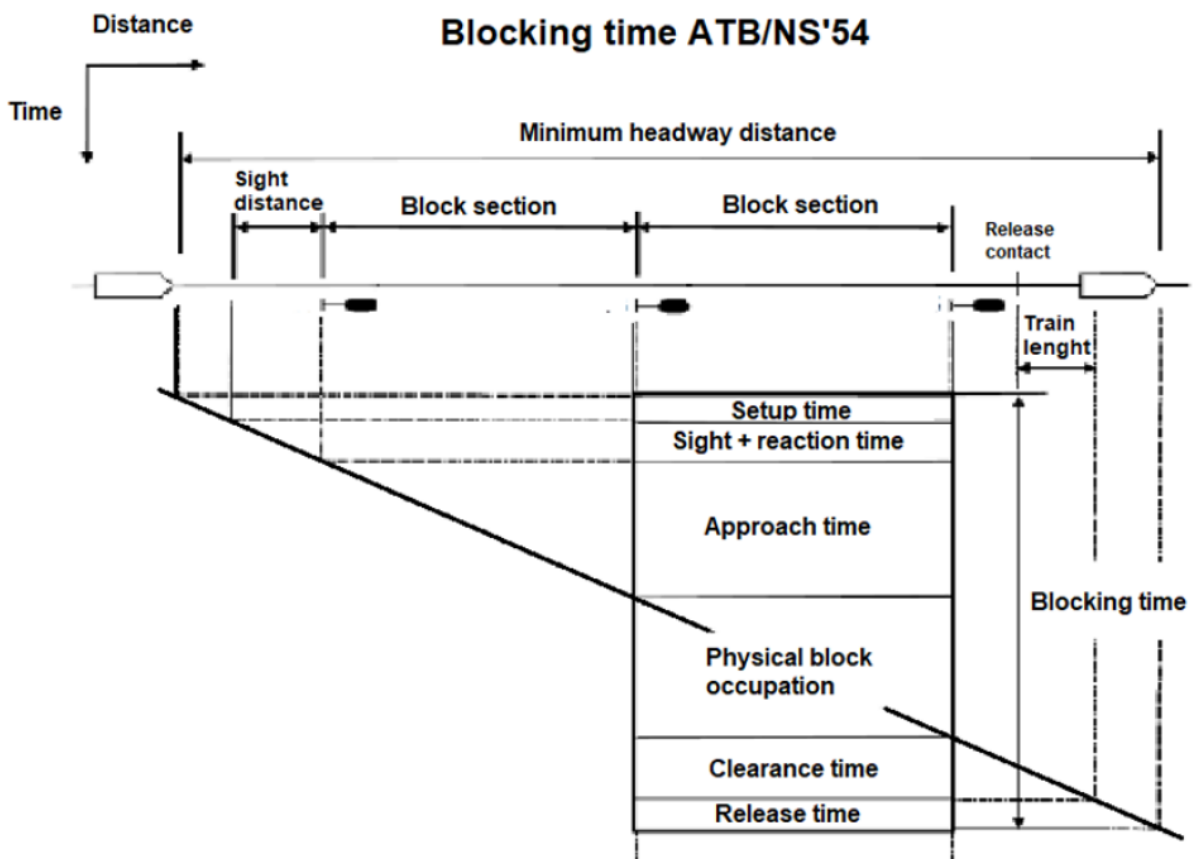 Distance
Blocking time ATB/NS'54
Time
Minimum headway distance
Sight
distance
Block section
Block section
Release
contact
Train
lenght
Setup time
Sight + reaction time
Approach time
Blocking time
Physical block
occupation
Clearance time
Release time